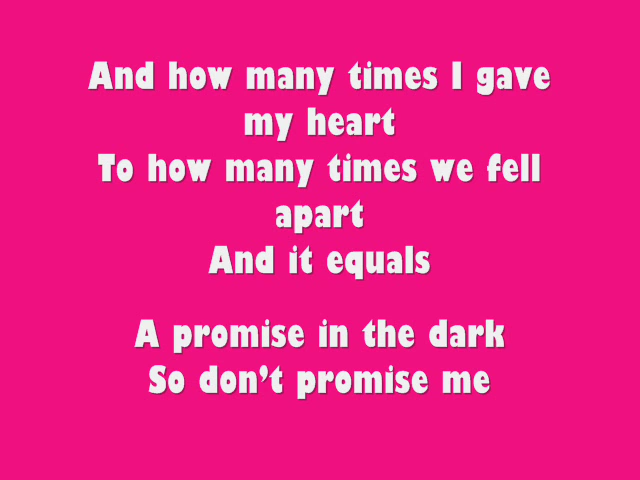 And how many times I gave
my heart
To how many times we fell
apart
And it equals
A promise in the dark
So don't promise me